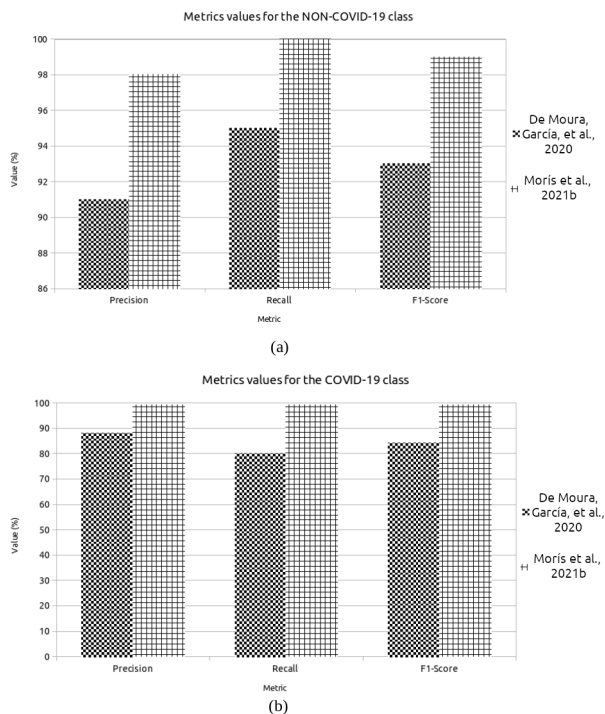 Metrics values for the NON-COVID-19 class
100
98
96
94
92
90
88
86
Value (%)
Precision
Recall
F1-Score
Metric
De Moura,
García, et al.,
2020
Morís et al.,
2021b
(a)
Metrics values for the COVID-19 class
100
90
80
70
60
50
40
30
20
10
0
Value (%)
Precision
Recall
F1-Score
Metric
De Moura,
García, et al.,
2020
Morís et al.,
2021b
(b)